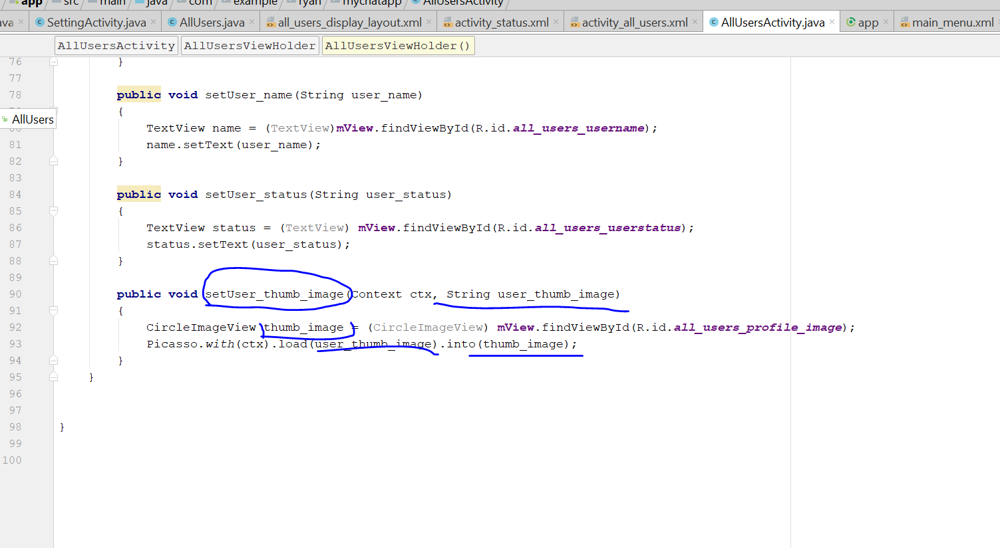 app src main java com example ryan mychatapp AllUsersActivity
ava SettingActivity.java AllUsers.java all_users_display_layout.xml activity_status.xml activity_all_users.xml AllUsersActivity.java app main_menu.xml
AllUsersActivity AllUsersViewHolder AllUsersViewHolder()
76 }
77
78 public void setUser_name(String user_name)
{
AllUsers
TextView name = (TextView)mView.findViewById(R.id.all_users_username);
81 name.setText(user_name);
82 }
83
84 public void setUser_status(String user_status)
85 {
86 TextView status = (TextView) mView.findViewById(R.id.all_users_userstatus);
87 status.setText(user_status);
88 }
89
90 public void setUser_thumb_image(Context ctx, String user_thumb_image)
91 {
92 CircleImageView thumb_image = (CircleImageView) mView.findViewById(R.id.all_users_profile_image);
93 Picasso.with(ctx).load(user_thumb_image).into(thumb_image);
94 }
95 }
96
97
98 }
99
100